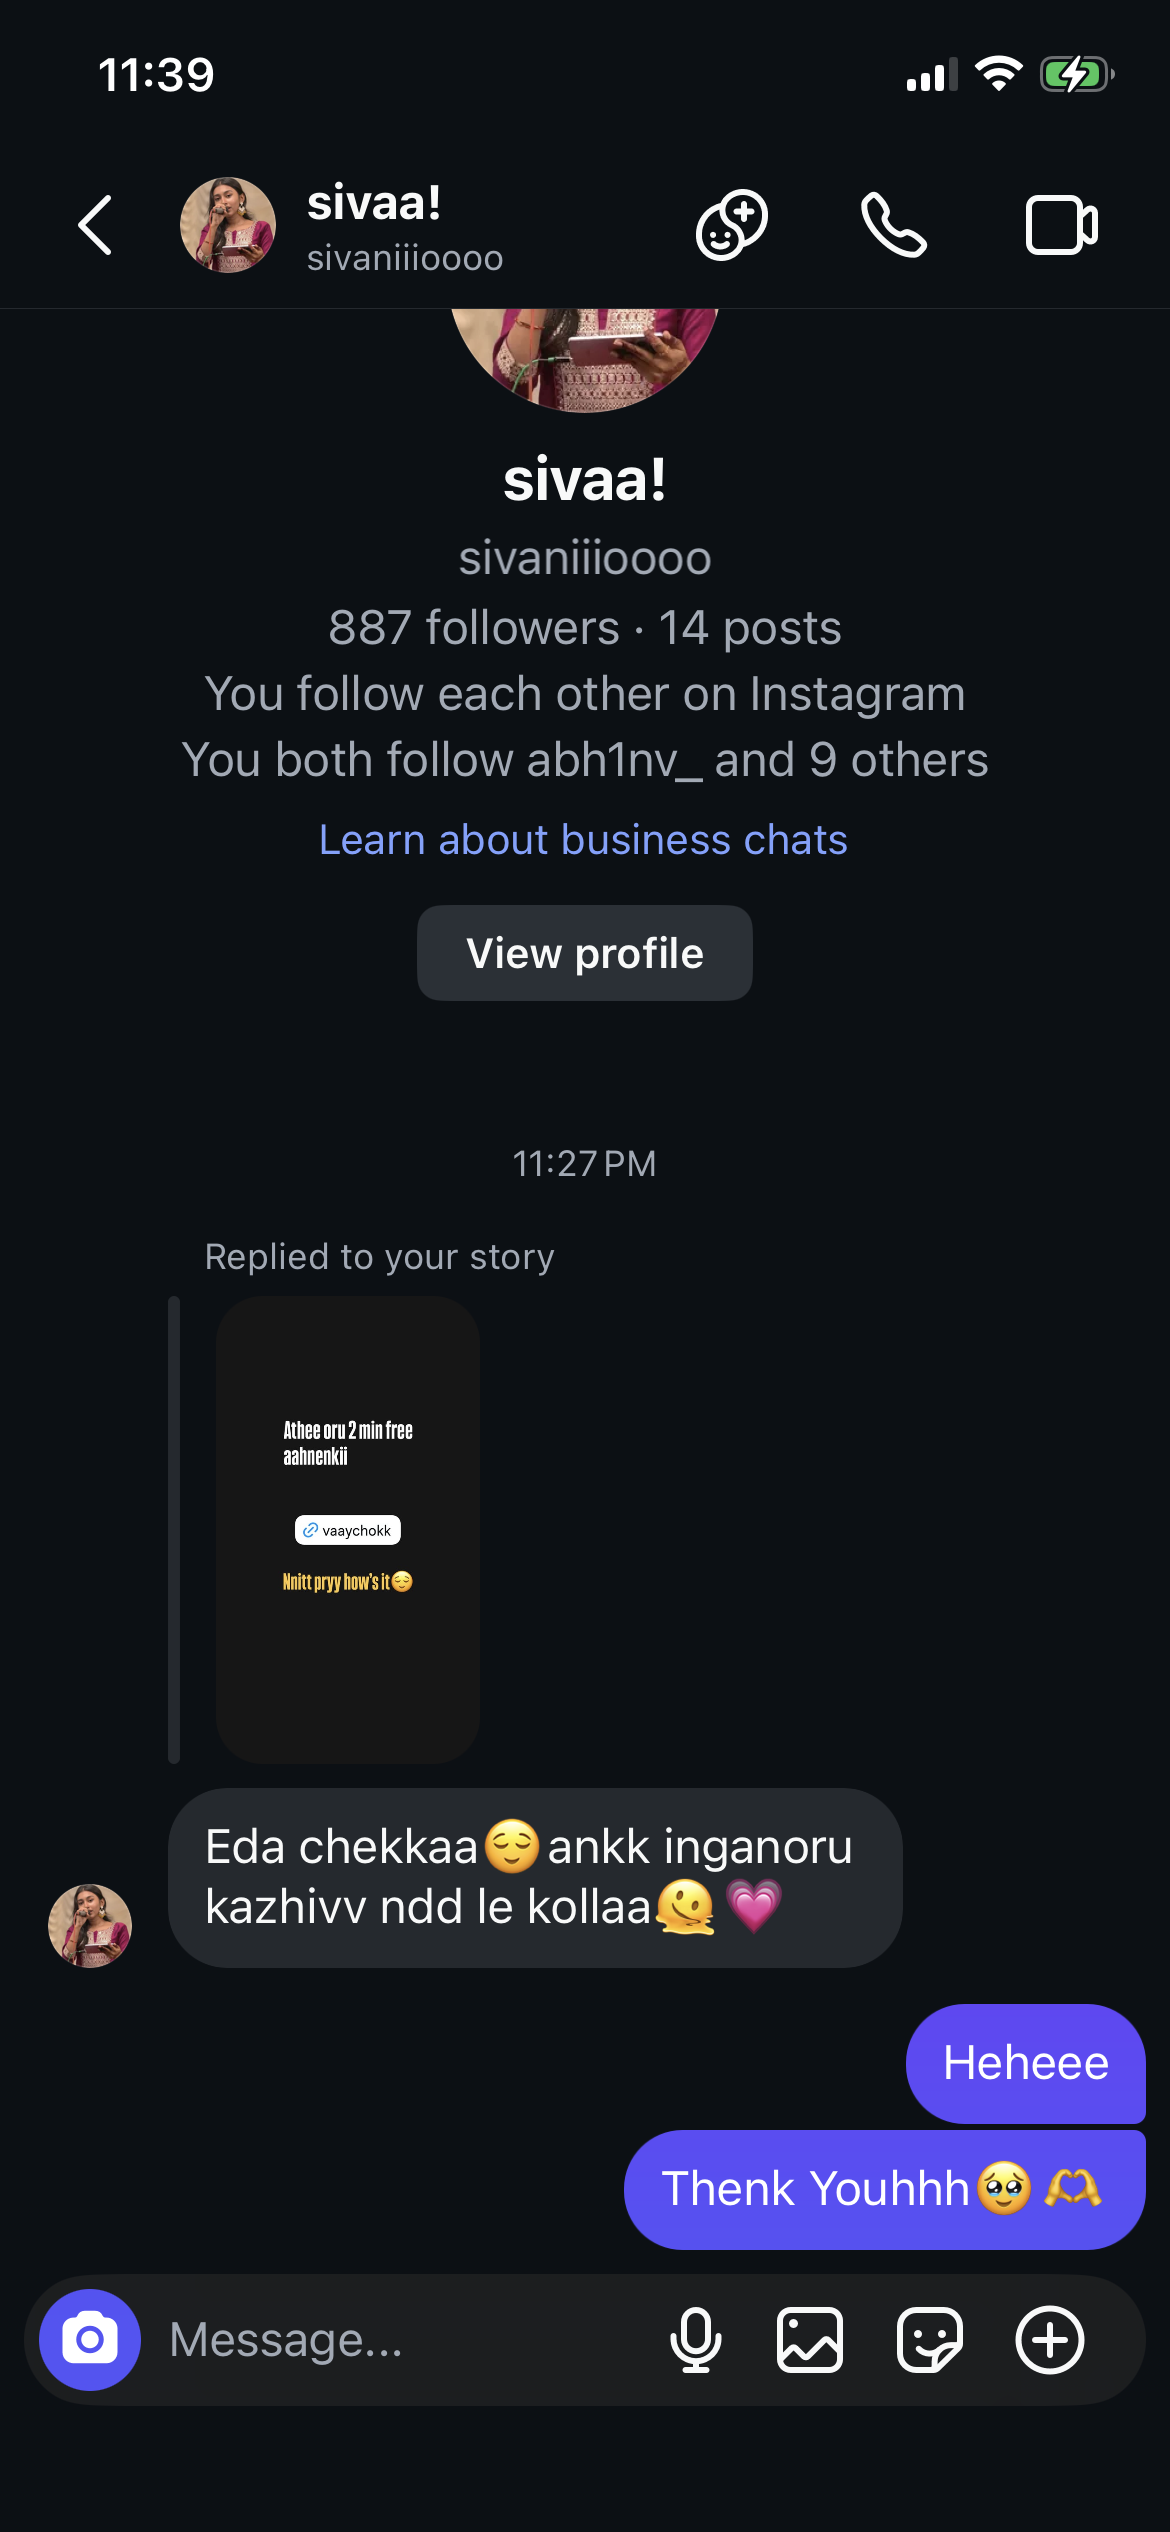 11:39
sivaa!
sivaniiioooo
sivaa!
sivaniiioooo
887 followers · 14 posts
You follow each other on Instagram
You both follow abh1nv_ and 9 others
Learn about business chats
View profile
11:27 PM
Replied to your story
Athee oru 2 min free
aahnenkii
vaaychokk
Nnitt pryy how's it😌
Eda chekkaa😌ankk inganoru
kazhivv ndd le kollaa🫠💗
Heheee
Thenk Youhhh🥹🫶
Message...